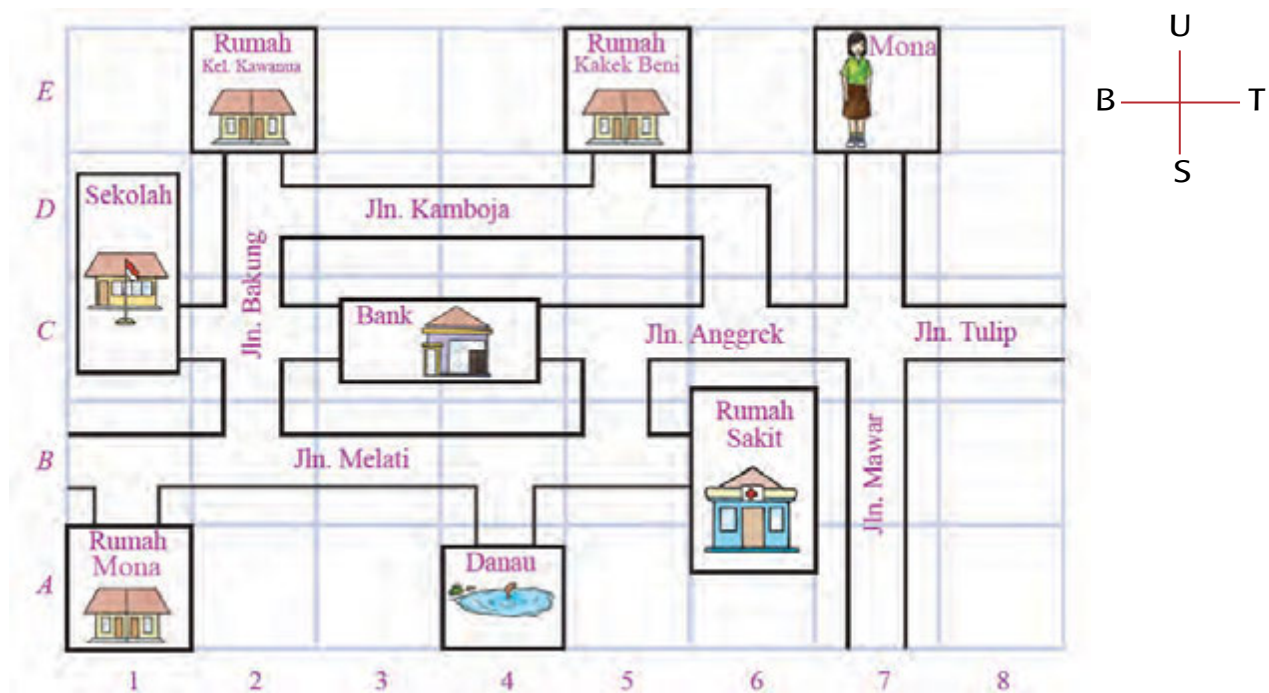 U
B T
S
Rumah
Kel. Kawanua
Rumah
Kakek Beni
Mona
E
Sekolah
D
Jln. Kamboja
Jln. Bakung
Bank
C
Jln. Anggrek
Jln. Tulip
Rumah
Sakit
B
Jln. Melati
Jln. Mawar
Rumah
Mona
Danau
A
1 2 3 4 5 6 7 8